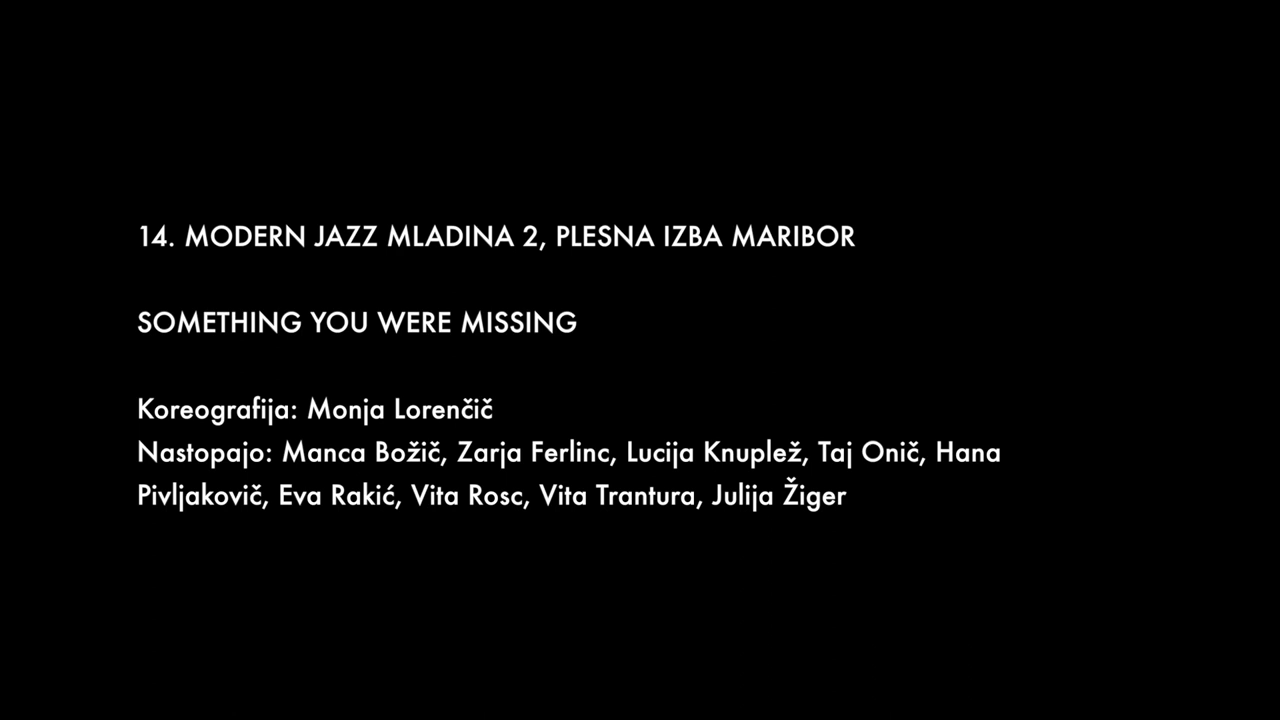 14. MODERN JAZZ MLADINA 2, PLESNA IZBA MARIBOR
SOMETHING YOU WERE MISSING
Koreografija: Monja Lorenčič
Nastopajo: Manca Božič, Zarja Ferlinc, Lucija Knuplež, Taj Onič, Hana
Pivljakovič, Eva Rakić, Vita Rosc, Vita Trantura, Julija Žiger